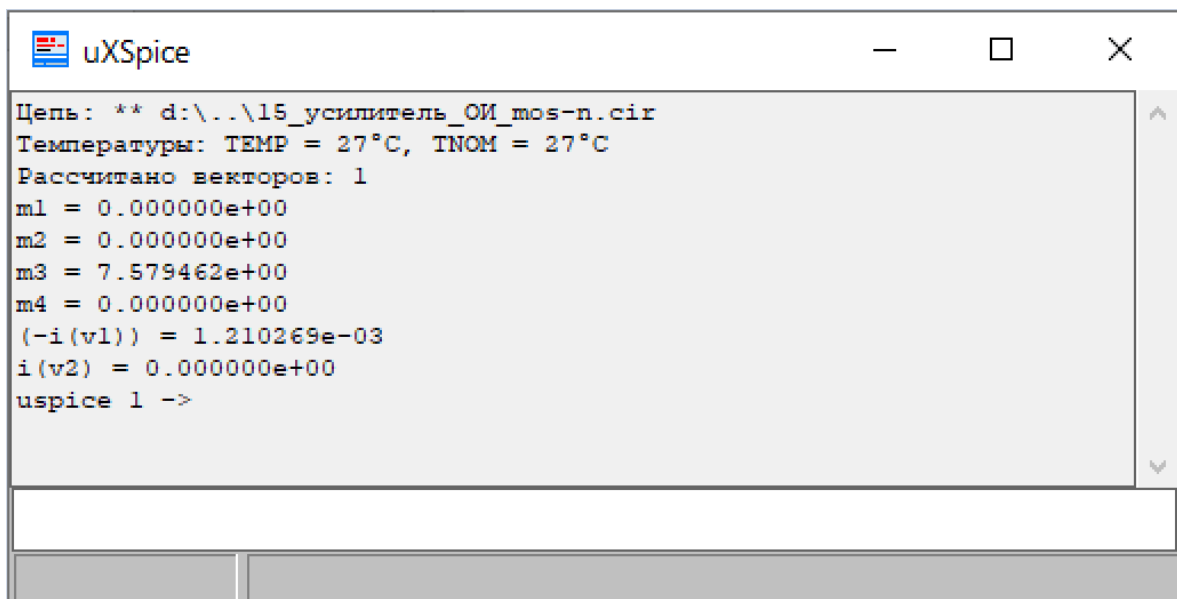 uXSpice
Цепь: ** d:\..\15_усилитель_ОИ_mos-n.cir
Температуры: TEMP = 27°C, TNOM = 27°C
Рассчитано векторов: 1
m1 = 0.000000e+00
m2 = 0.000000e+00
m3 = 7.579462e+00
m4 = 0.000000e+00
(-i(v1)) = 1.210269e-03
i(v2) = 0.000000e+00
uspice 1 ->